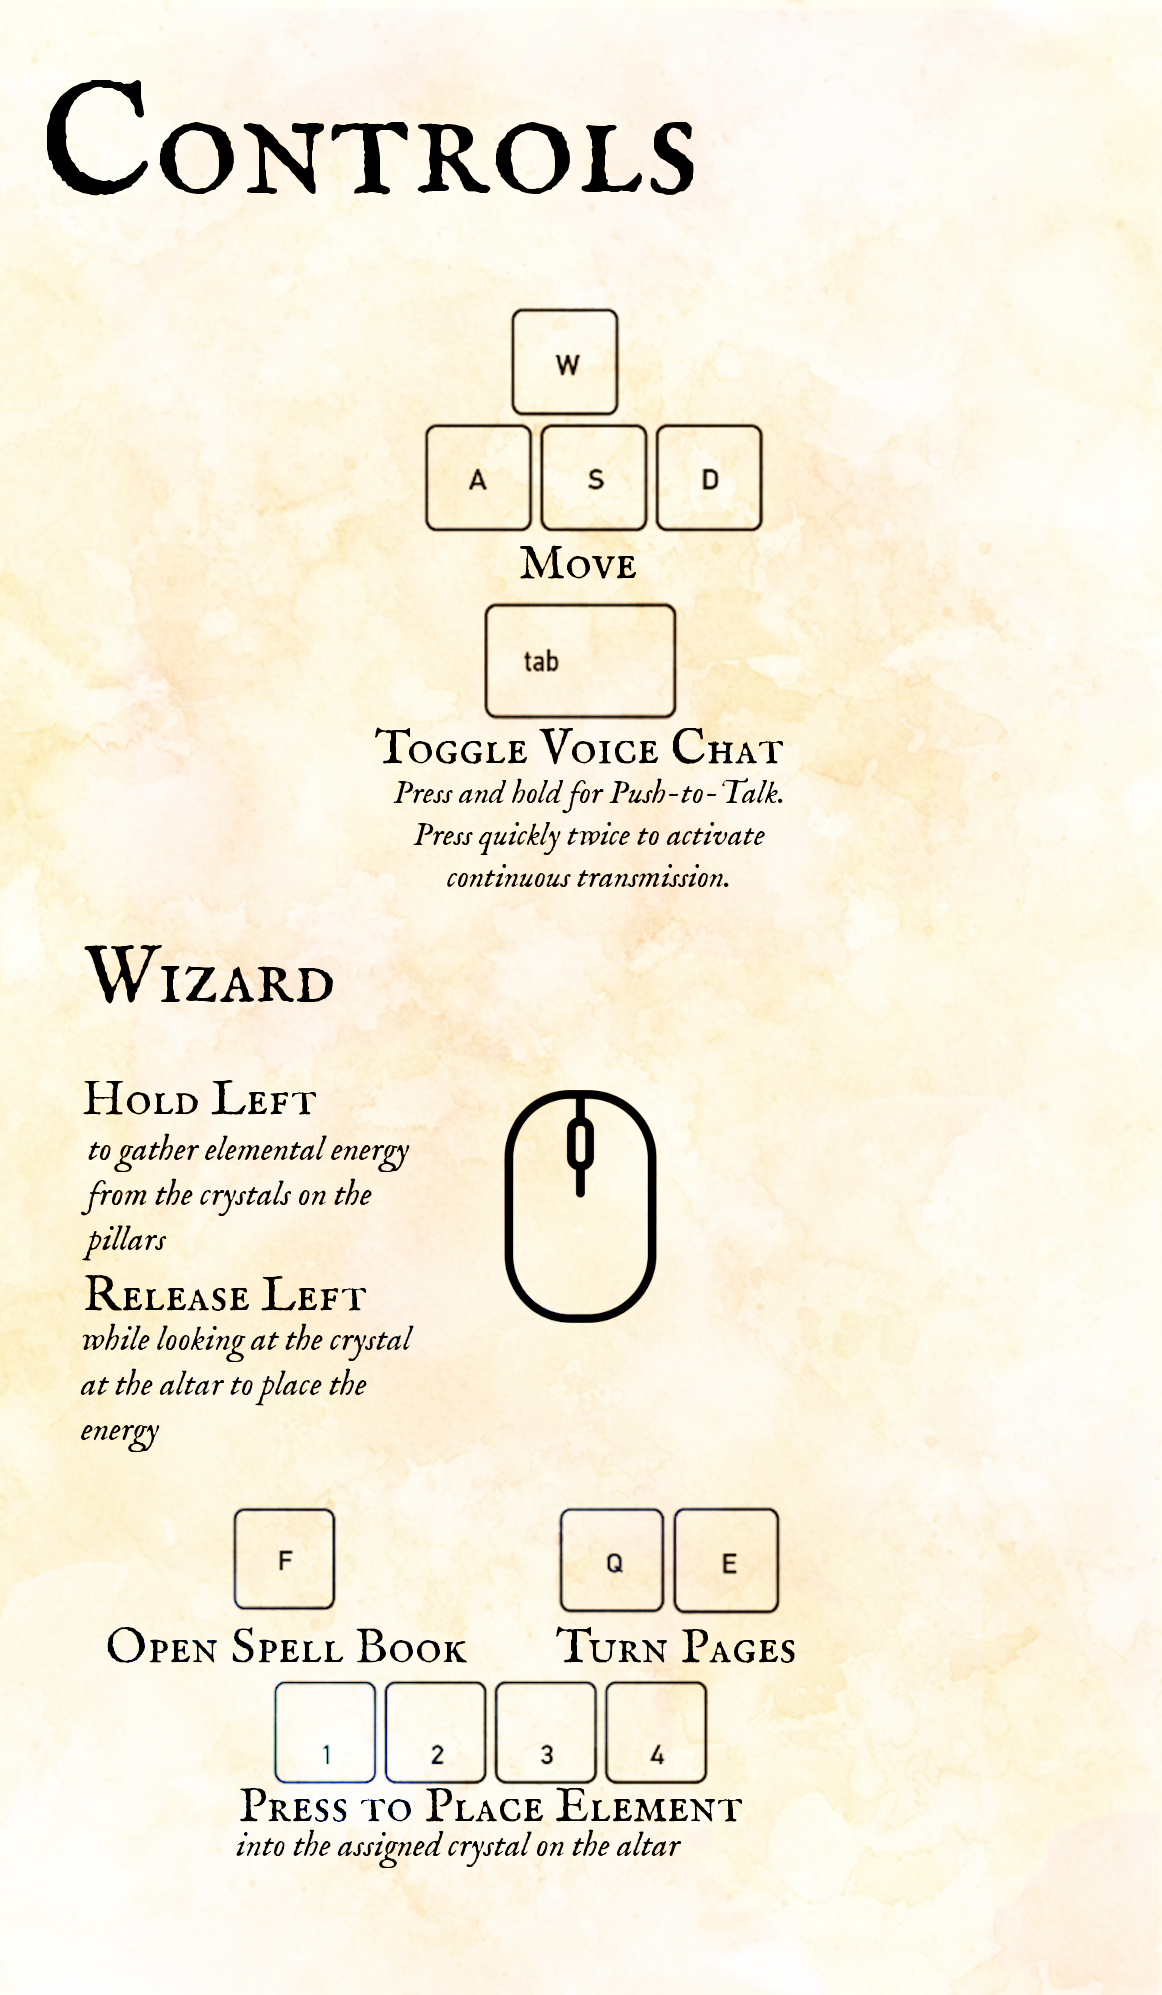 Controls
W
A S D
Move
tab
Toggle Voice Chat
Press and hold for Push-to-Talk.
Press quickly twice to activate
continuous transmission.
Wizard
Hold Left
to gather elemental energy
from the crystals on the
pillars
Release Left
while looking at the crystal
at the altar to place the
energy
F
Q E
Open Spell Book
Turn Pages
1 2 3 4
Press to Place Element
into the assigned crystal on the altar